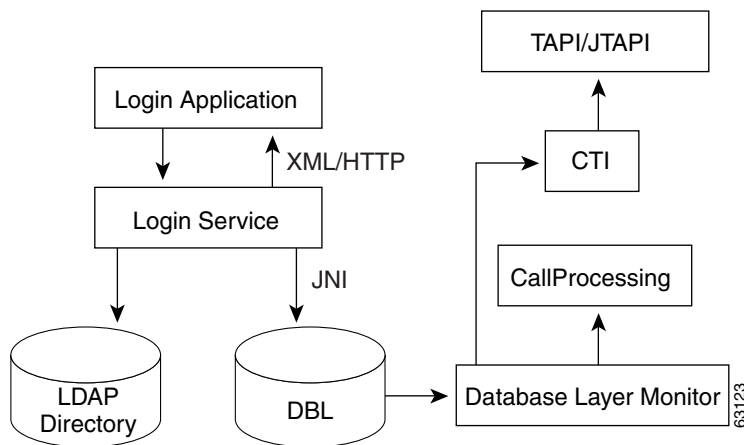 TAPI/JTAPI
Login Application
XML/HTTP
CTI
Login Service
JNI
CallProcessing
LDAP
Directory
DBL
Database Layer Monitor
63123